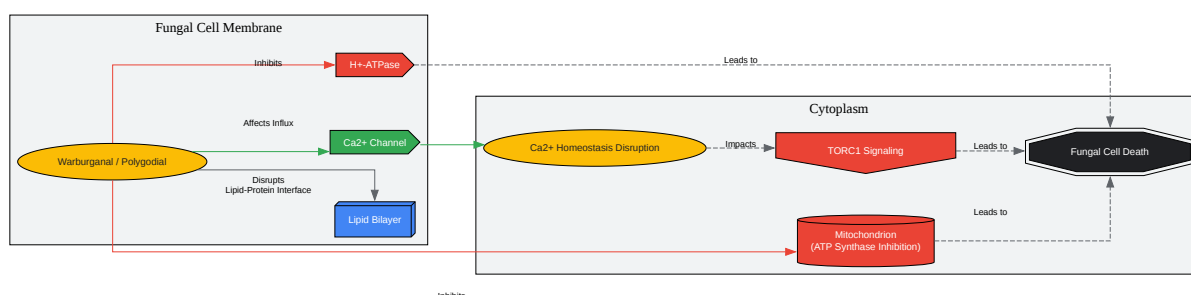 Fungal Cell Membrane
Inhibits
H+-ATPase
Leads to
Cytoplasm
Affects Influx
Ca2+ Channel
Warburganal / Polygodial
Ca2+ Homeostasis Disruption
Impacts
TORC1 Signaling
Leads to
Fungal Cell Death
Disrupts
Lipid-Protein Interface
Lipid Bilayer
Leads to
Mitochondrion
(ATP Synthase Inhibition)
Inhibits